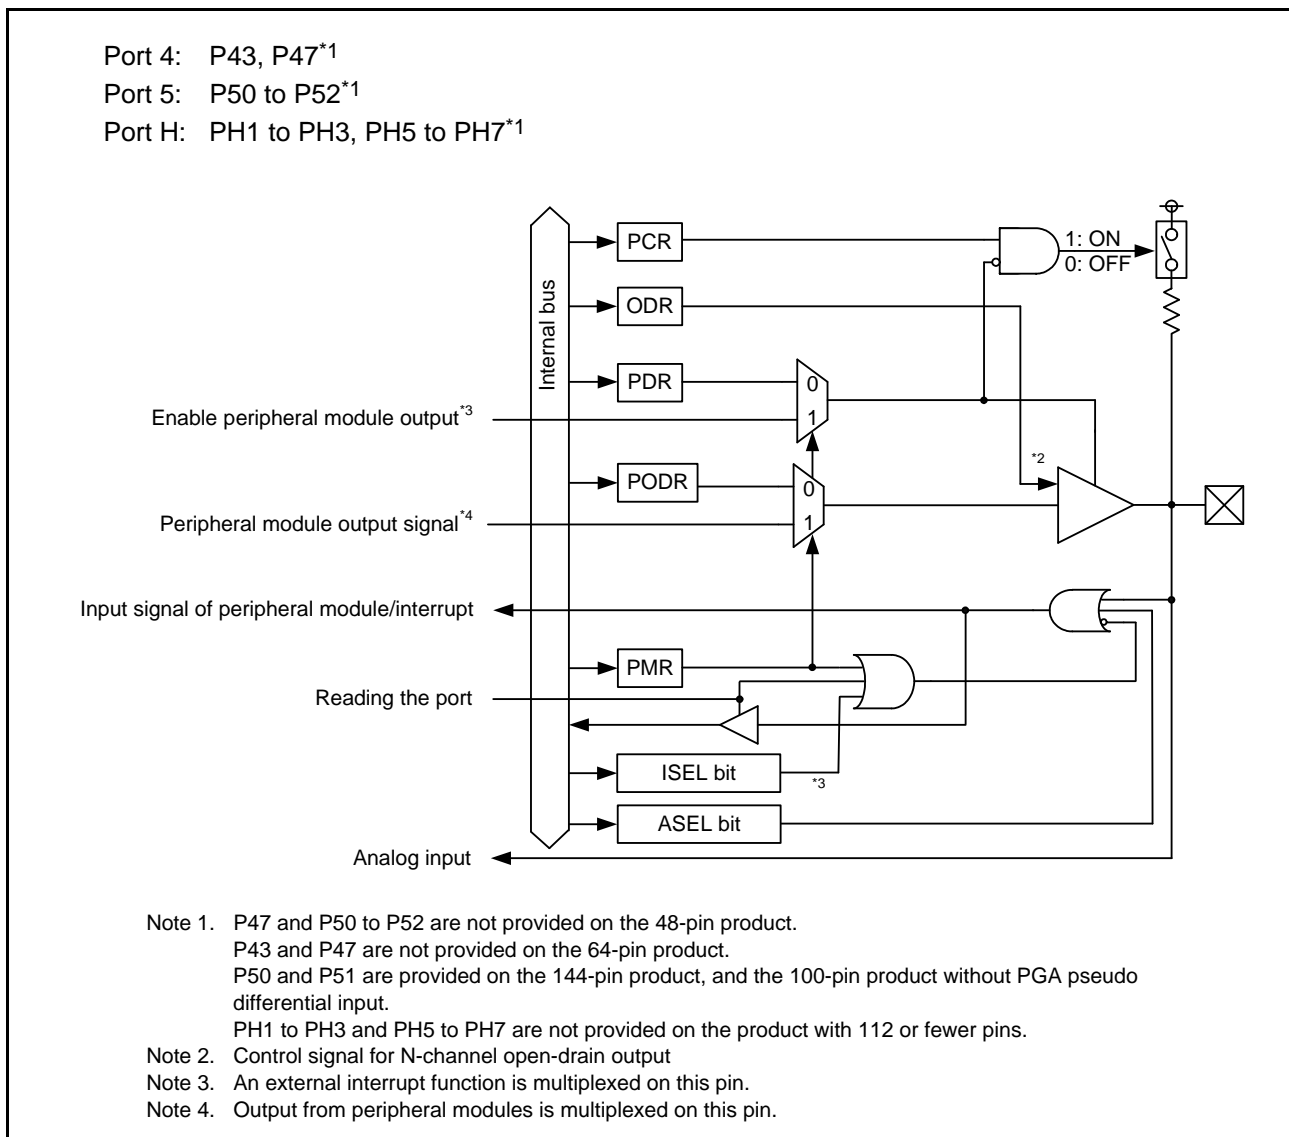 Port 4: P43, P47*1
Port 5: P50 to P52*1
Port H: PH1 to PH3, PH5 to PH7*1
Internal bus
PCR
1: ON
0: OFF
ODR
PDR
0
1
Enable peripheral module output*3
*2
PODR
0
1
Peripheral module output signal*4
Input signal of peripheral module/interrupt
PMR
Reading the port
ISEL bit
*3
ASEL bit
Analog input
Note 1. P47 and P50 to P52 are not provided on the 48-pin product.
P43 and P47 are not provided on the 64-pin product.
P50 and P51 are provided on the 144-pin product, and the 100-pin product without PGA pseudo
differential input.
PH1 to PH3 and PH5 to PH7 are not provided on the product with 112 or fewer pins.
Note 2. Control signal for N-channel open-drain output
Note 3. An external interrupt function is multiplexed on this pin.
Note 4. Output from peripheral modules is multiplexed on this pin.